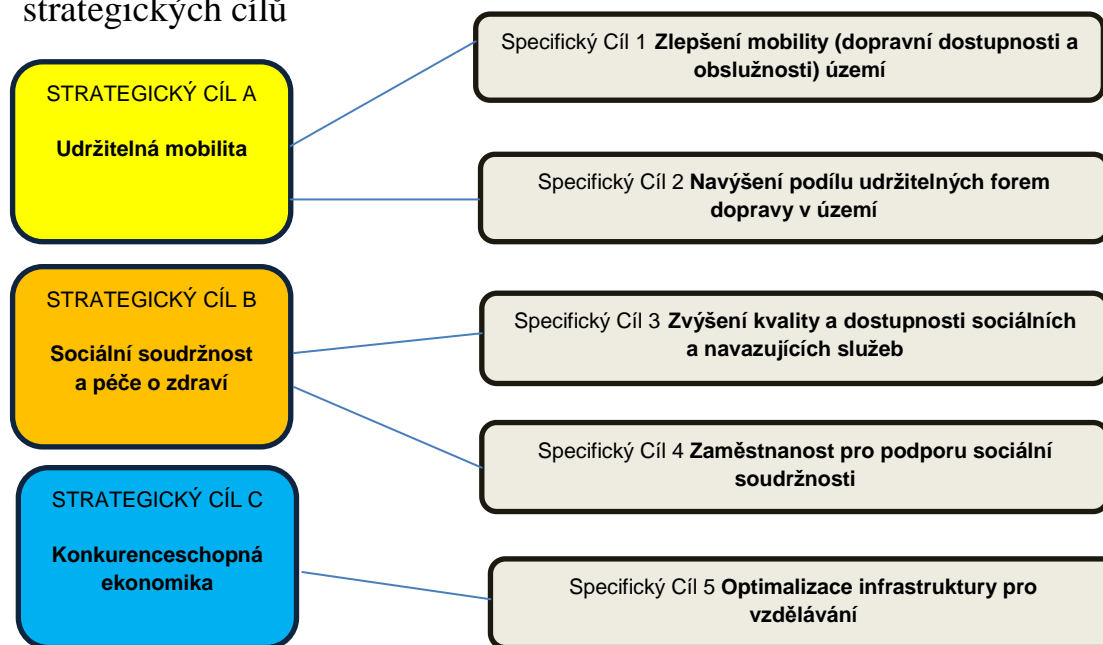 strategických cílů
STRATEGICKÝ CÍL A
Udržitelná mobilita
Specifický Cíl 1 Zlepšení mobility (dopravní dostupnosti a
obslužnosti) území
Specifický Cíl 2 Navýšení podílu udržitelných forem
dopravy v území
STRATEGICKÝ CÍL B
Sociální soudržnost
a péče o zdraví
Specifický Cíl 3 Zvýšení kvality a dostupnosti sociálních
a navazujících služeb
Specifický Cíl 4 Zaměstnanost pro podporu sociální
soudržnosti
STRATEGICKÝ CÍL C
Konkurenceschopná
ekonomika
Specifický Cíl 5 Optimalizace infrastruktury pro
vzdělávání